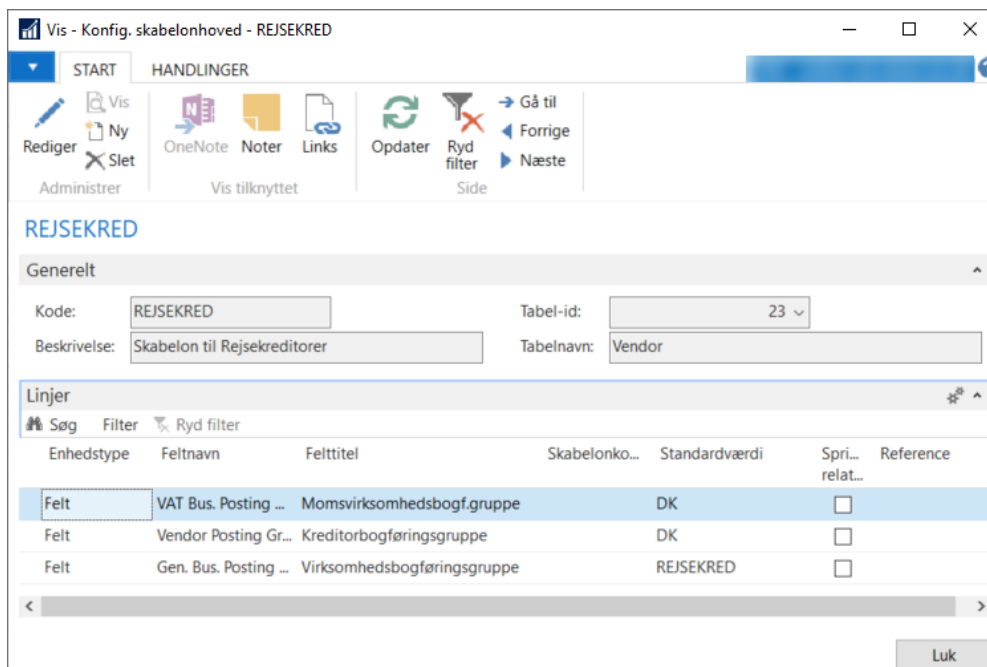 Vis - Konfig. skabelonhoved - REJSEKRED
START HANDLINGER
Rediger
Vis
Ny
Slet
Administrer
OneNote Noter Links
Vis tilknyttet
Opdater Ryd filter
Gå til
Forrige
Næste
Side
REJSEKRED
Generelt
Kode: REJSEKRED Tabel-id: 23
Beskrivelse: Skabelon til Rejsekreditorer Tabelnavn: Vendor
Linjer
Søg Filter Ryd filter
Enhedstype Feltnavn Felttitel Skabelonko... Standardværdi Spri... relat... Reference
Felt VAT Bus. Posting ... Momsvirksomhedsbogf.gruppe DK
Felt Vendor Posting Gr... Kreditorbogføringsgruppe DK
Felt Gen. Bus. Posting ... Virksomhedsbogføringsgruppe REJSEKRED
Luk